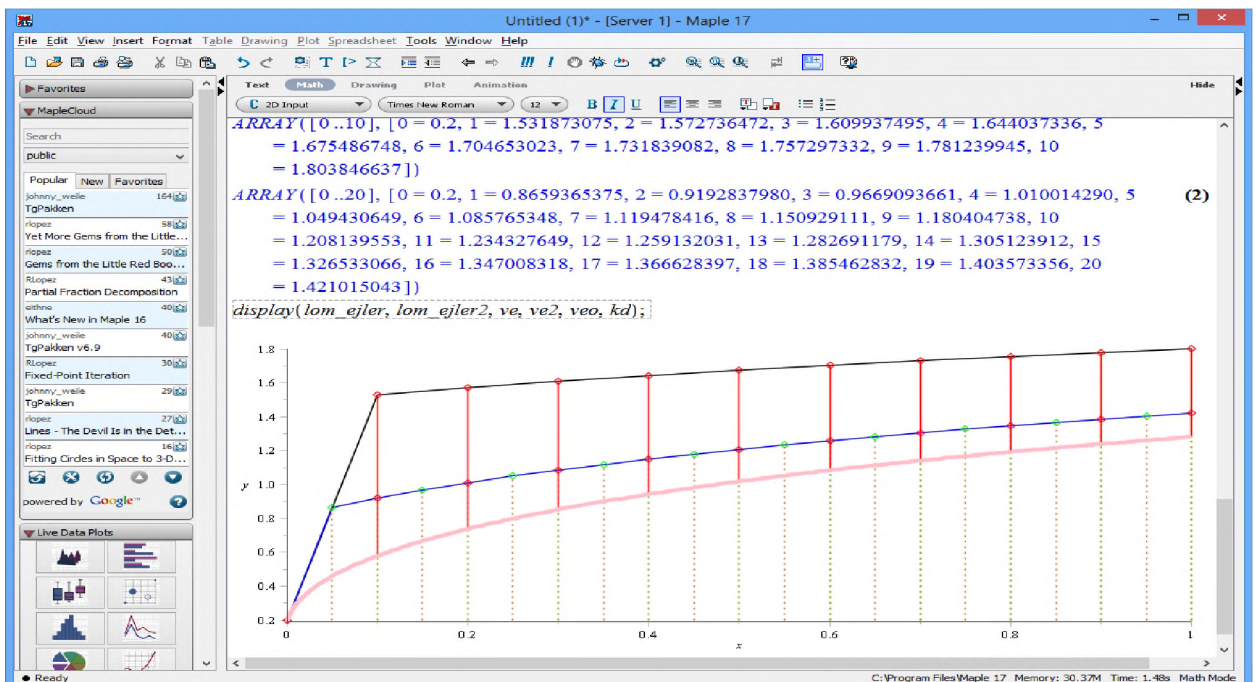 Untitled (1)* - [Server 1] - Maple 17
File Edit View Insert Format Table Drawing Plot Spreadsheet Tools Window Help
Favorites
MapleCloud
Search
public
Popular New Favorites
johnny_weile 164
TgPakken
rlopez 58
Yet More Gems from the Little...
rlopez 50
Gems from the Little Red Boo...
RLopez 43
Partial Fraction Decomposition
eithne 40
What's New in Maple 16
johnny_weile 40
TgPakken v6.9
RLopez 30
Fixed-Point Iteration
johnny_weile 29
TgPakken
rlopez 27
Lines - The Devil Is in the Det...
rlopez 16
Fitting Circles in Space to 3-D...
powered by Google™
Live Data Plots
Text Math Drawing Plot Animation Hide
C 2D Input Times New Roman 12 B I U
ARRAY([0 ..10], [0 = 0.2, 1 = 1.531873075, 2 = 1.572736472, 3 = 1.609937495, 4 = 1.644037336, 5
= 1.675486748, 6 = 1.704653023, 7 = 1.731839082, 8 = 1.757297332, 9 = 1.781239945, 10
= 1.803846637])
ARRAY([0 ..20], [0 = 0.2, 1 = 0.8659365375, 2 = 0.9192837980, 3 = 0.9669093661, 4 = 1.010014290, 5 (2)
= 1.049430649, 6 = 1.085765348, 7 = 1.119478416, 8 = 1.150929111, 9 = 1.180404738, 10
= 1.208139553, 11 = 1.234327649, 12 = 1.259132031, 13 = 1.282691179, 14 = 1.305123912, 15
= 1.326533066, 16 = 1.347008318, 17 = 1.366628397, 18 = 1.385462832, 19 = 1.403573356, 20
= 1.421015043])
display(lom_ejler, lom_ejler2, ve, ve2, veo, kd);
1.8
1.6
1.4
1.2
y 1.0
0.8
0.6
0.4
0.2
0 0.2 0.4 0.6 0.8 1
x
Ready C:\Program Files\Maple 17 Memory: 30.37M Time: 1.48s Math Mode